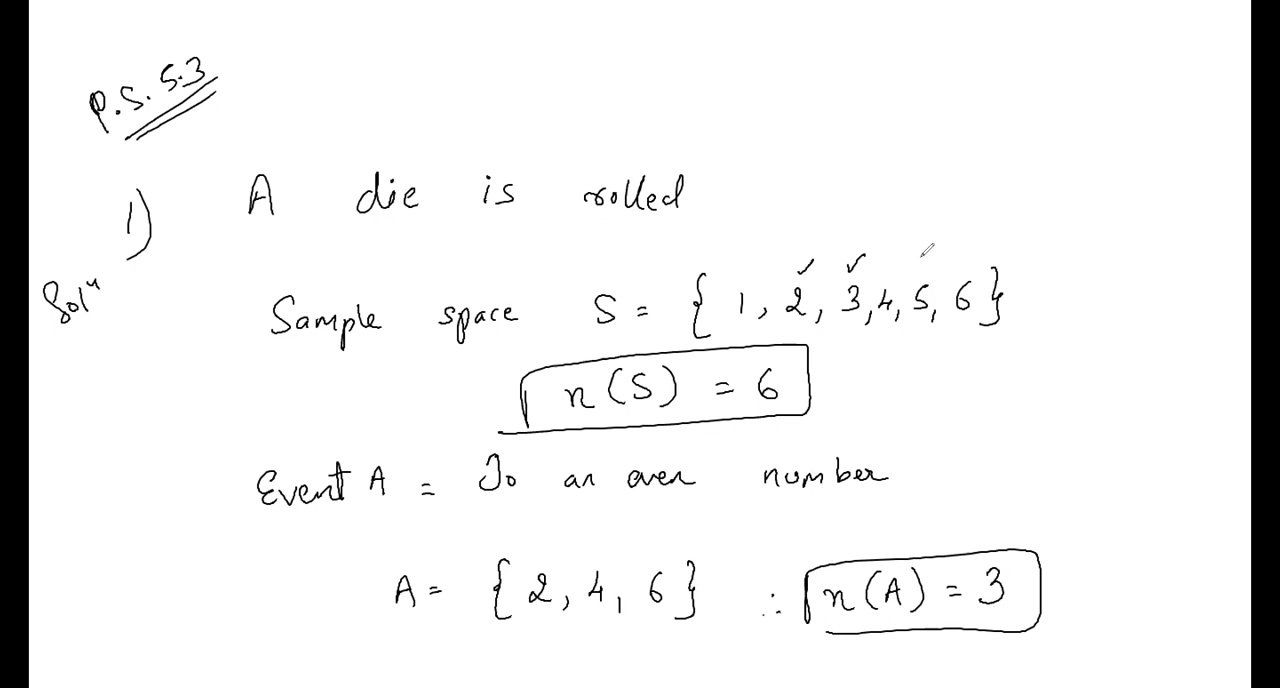 P.S. 5.3
1) A die is rolled
Solⁿ
Sample space S = { 1, 2, 3, 4, 5, 6 }
n(S) = 6
Event A = To an even number
A = { 2, 4, 6 } ∴ n(A) = 3